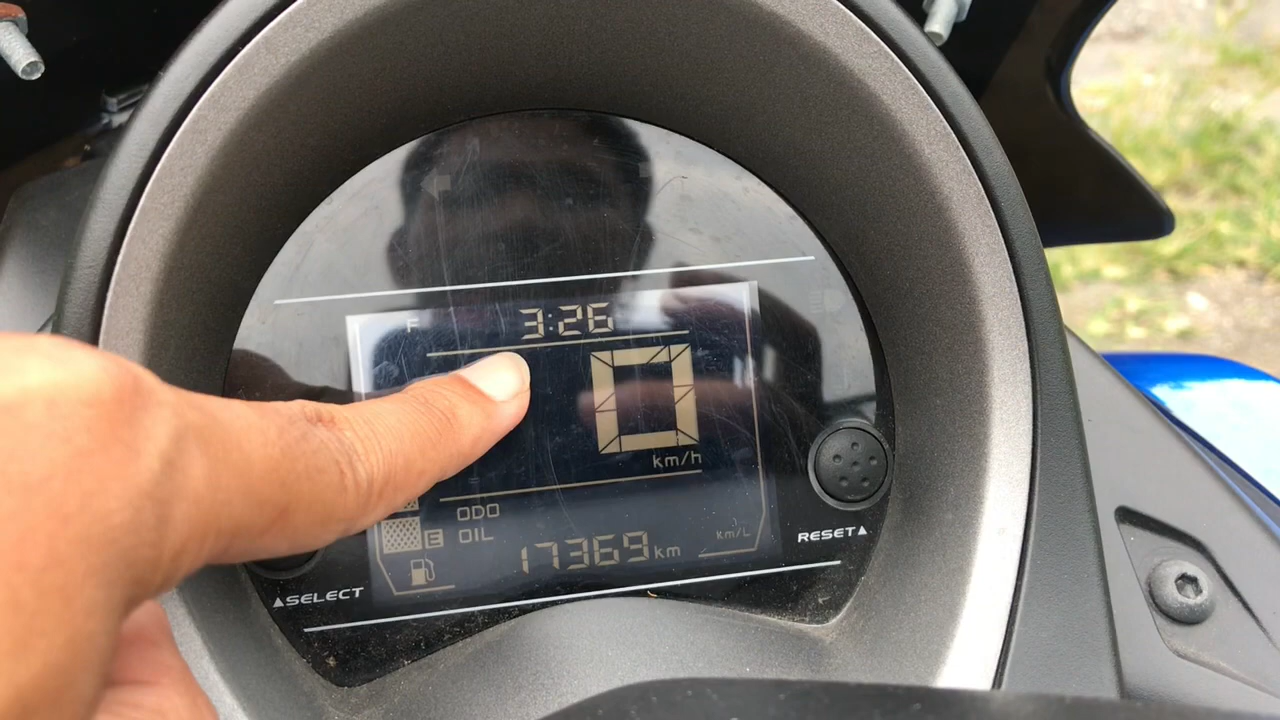 F
3:26
0
km/h
ODO
E OIL
17369 km
km/L
RESET▲
▲SELECT